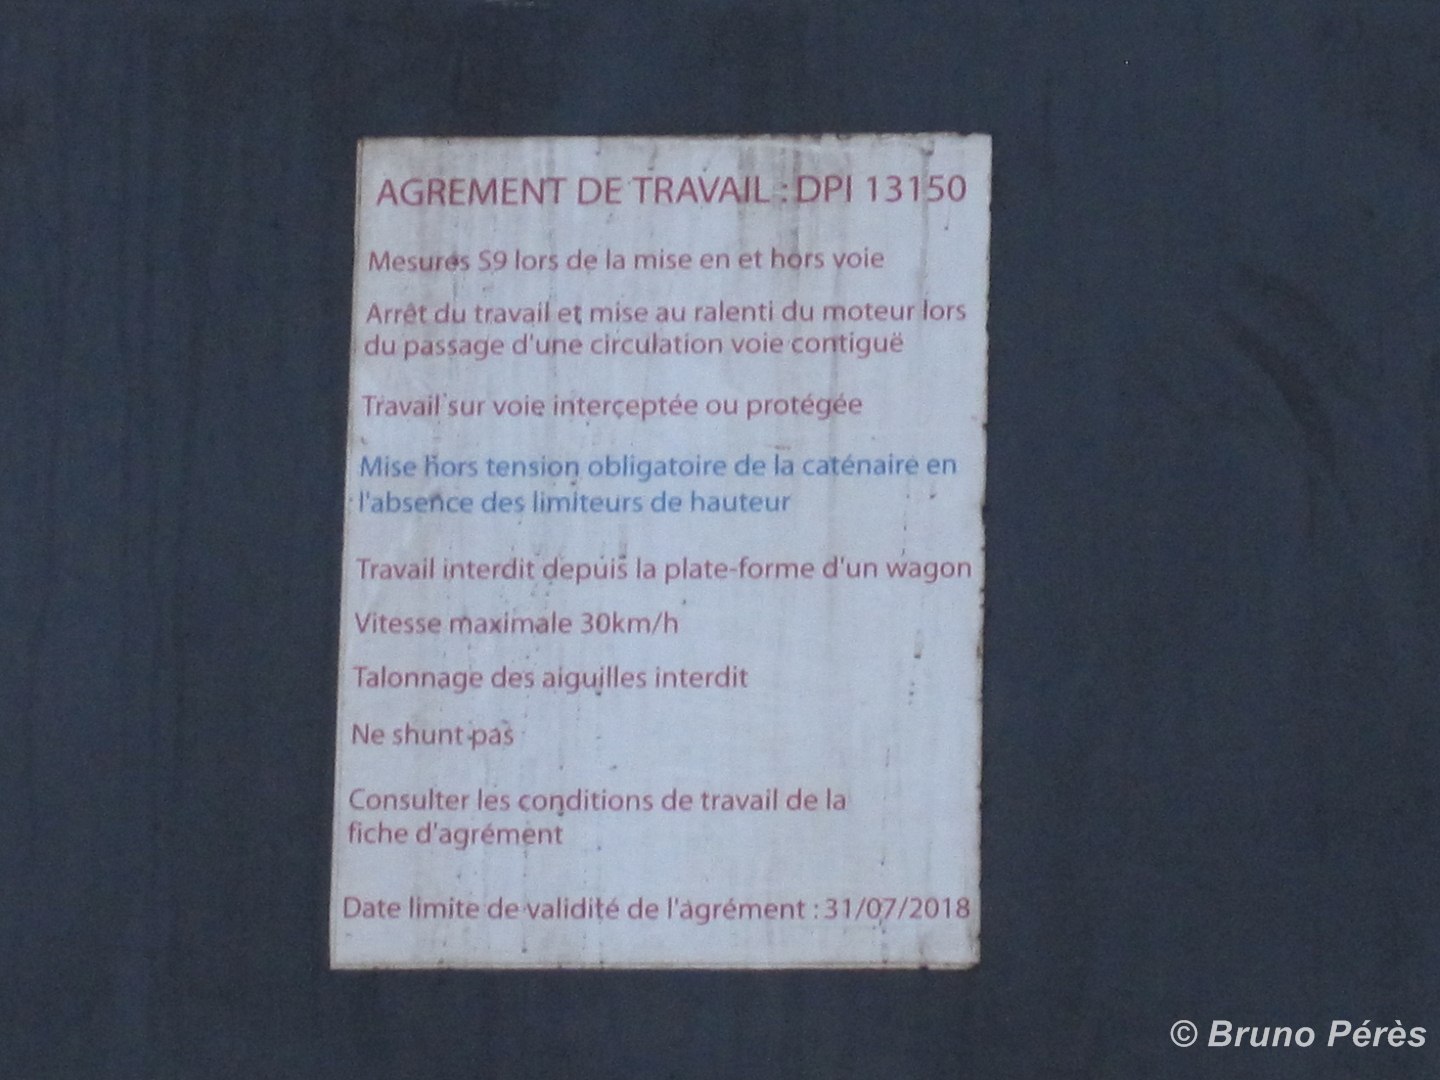 AGREMENT DE TRAVAIL : DPI 13150
Mesures S9 lors de la mise en et hors voie
Arrêt du travail et mise au ralenti du moteur lors
du passage d'une circulation voie contiguë
Travail sur voie interceptée ou protégée
Mise hors tension obligatoire de la caténaire en
l'absence des limiteurs de hauteur
Travail interdit depuis la plate-forme d'un wagon
Vitesse maximale 30km/h
Talonnage des aiguilles interdit
Ne shunt pas
Consulter les conditions de travail de la
fiche d'agrément
Date limite de validité de l'agrément : 31/07/2018
© Bruno Pérès